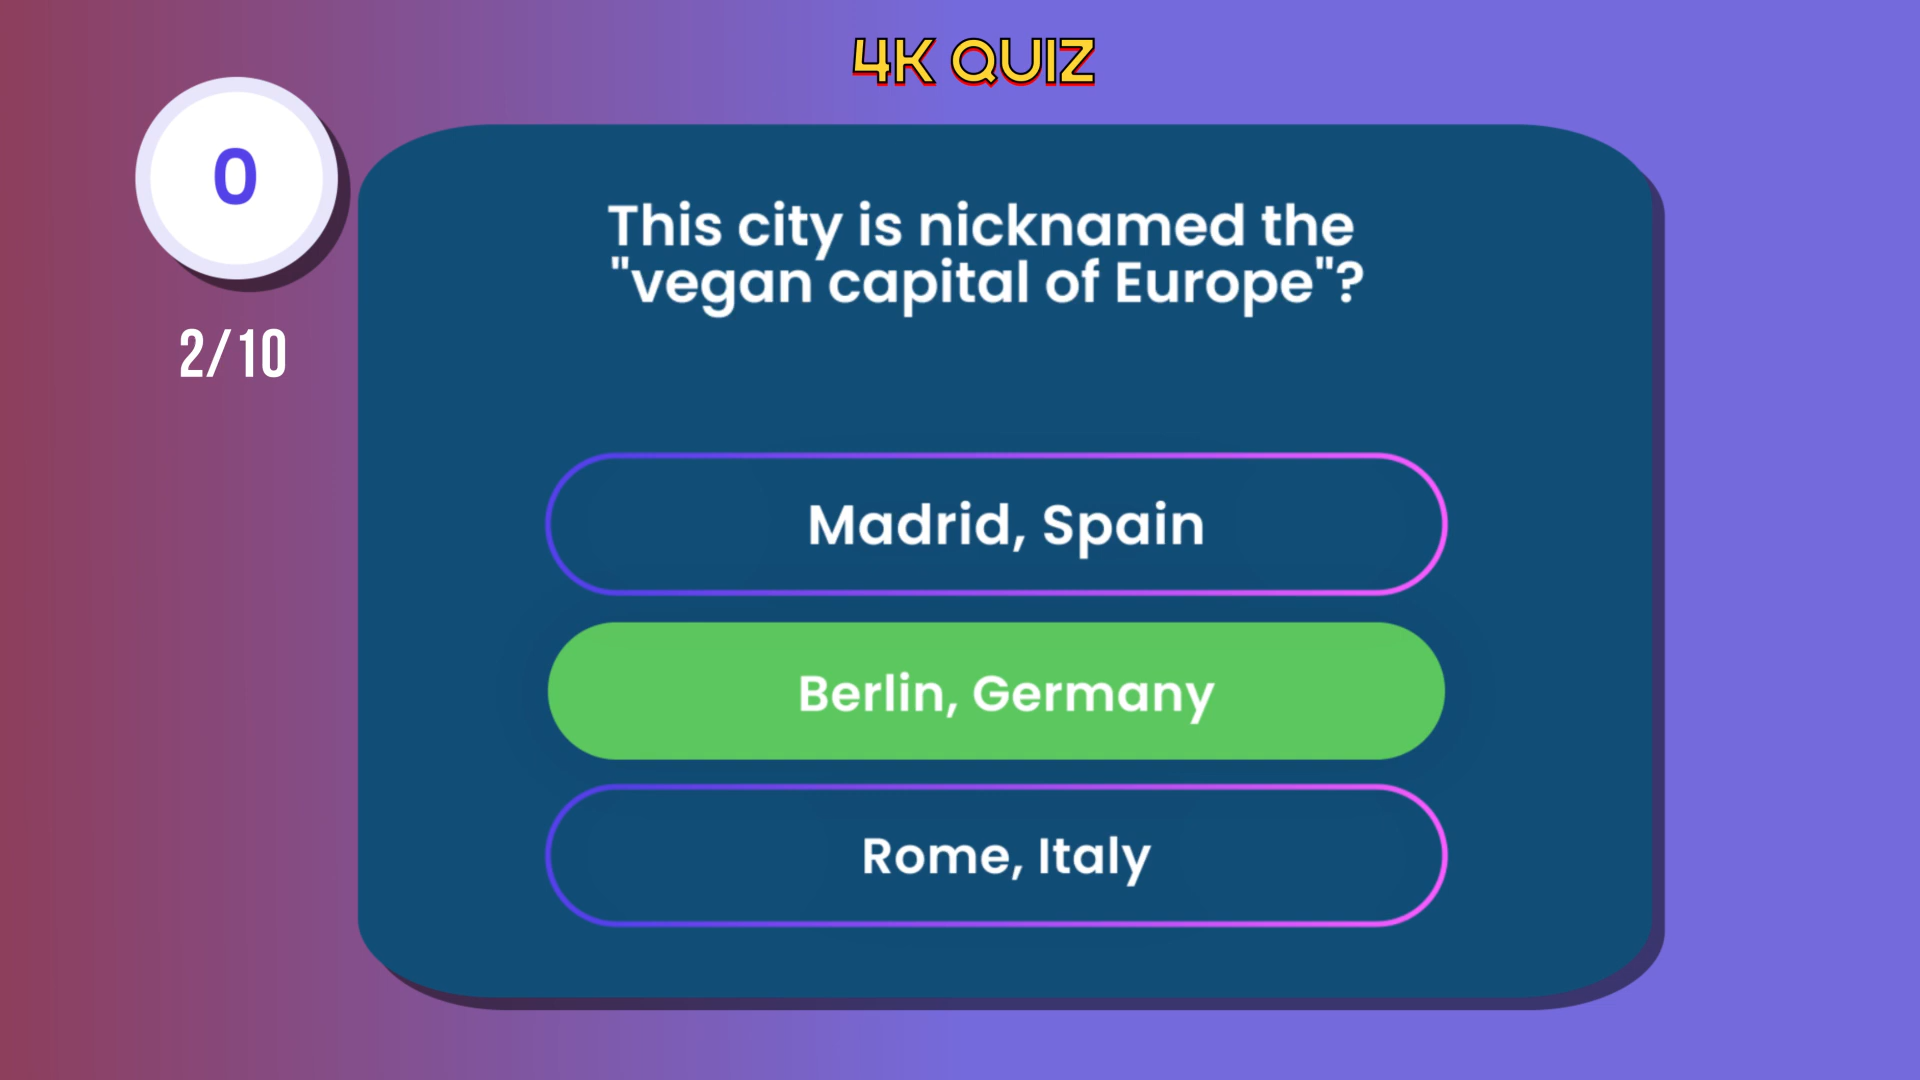 4K QUIZ
0
2/10
This city is nicknamed the
"vegan capital of Europe"?
Madrid, Spain
Berlin, Germany
Rome, Italy